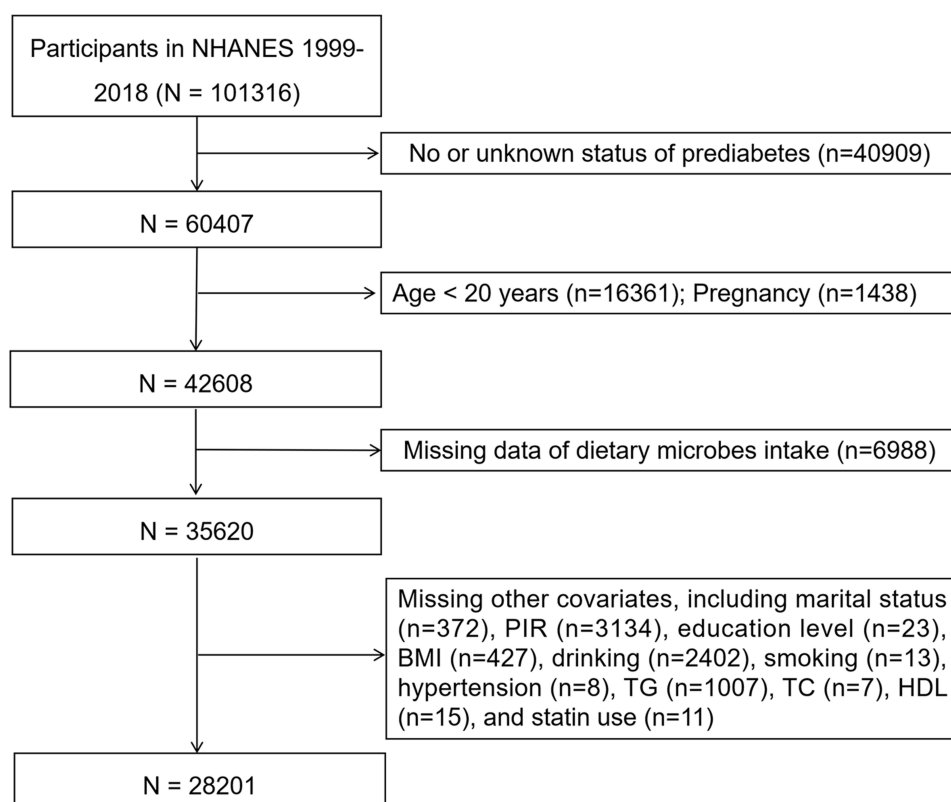 Participants in NHANES 1999-
2018 (N = 101316)
No or unknown status of prediabetes (n=40909)
N = 60407
Age < 20 years (n=16361); Pregnancy (n=1438)
N = 42608
Missing data of dietary microbes intake (n=6988)
N = 35620
Missing other covariates, including marital status
(n=372), PIR (n=3134), education level (n=23),
BMI (n=427), drinking (n=2402), smoking (n=13),
hypertension (n=8), TG (n=1007), TC (n=7), HDL
(n=15), and statin use (n=11)
N = 28201